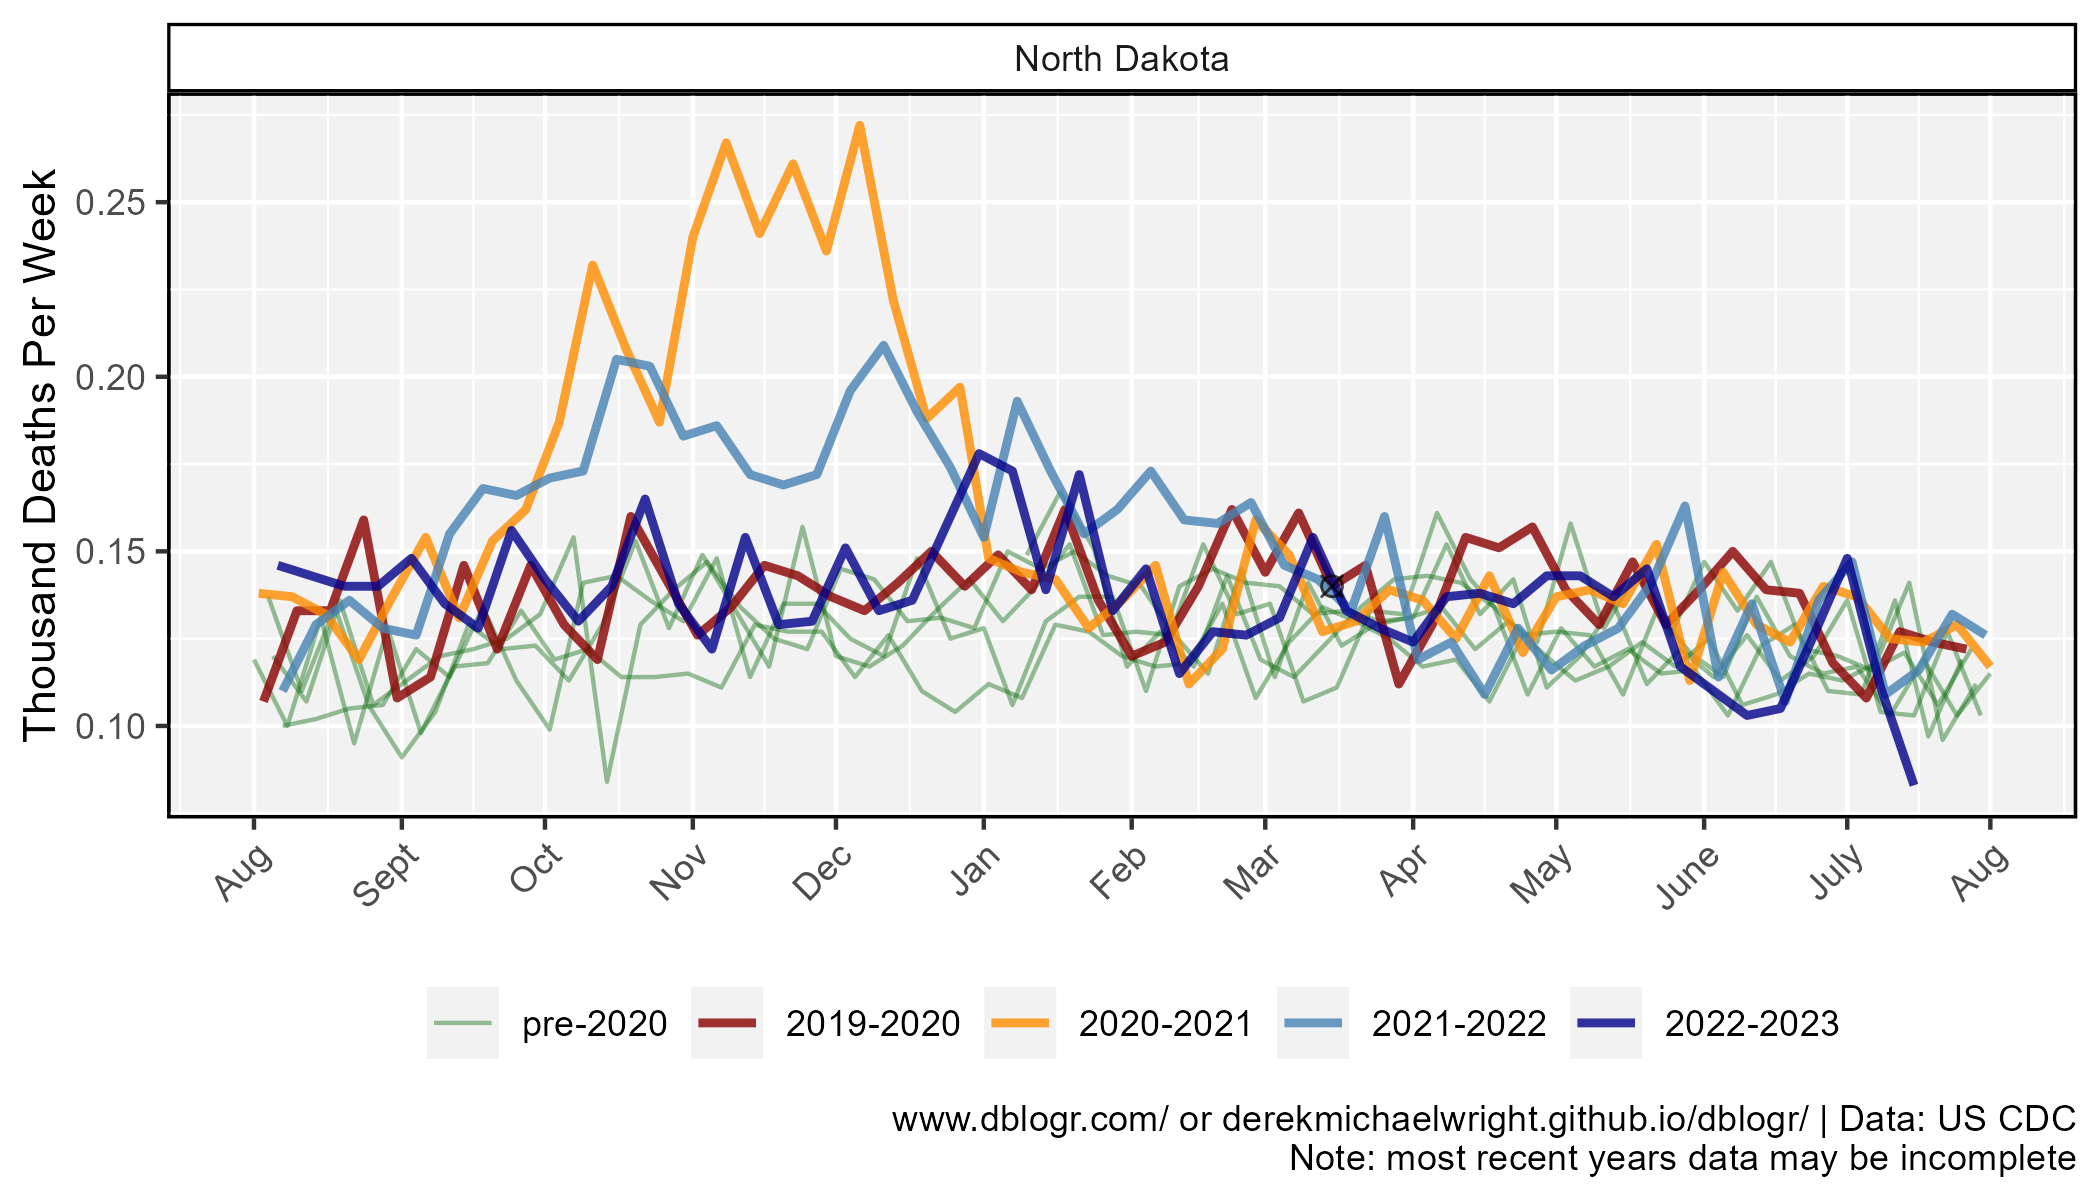 North Dakota
Thousand Deaths Per Week
0.25
0.20
0.15
0.10
Aug
Sept
Oct
Nov
Dec
Jan
Feb
Mar
Apr
May
June
July
Aug
pre-2020
2019-2020
2020-2021
2021-2022
2022-2023
www.dblogr.com/ or derekmichaelwright.github.io/dblogr/ | Data: US CDC
Note: most recent years data may be incomplete